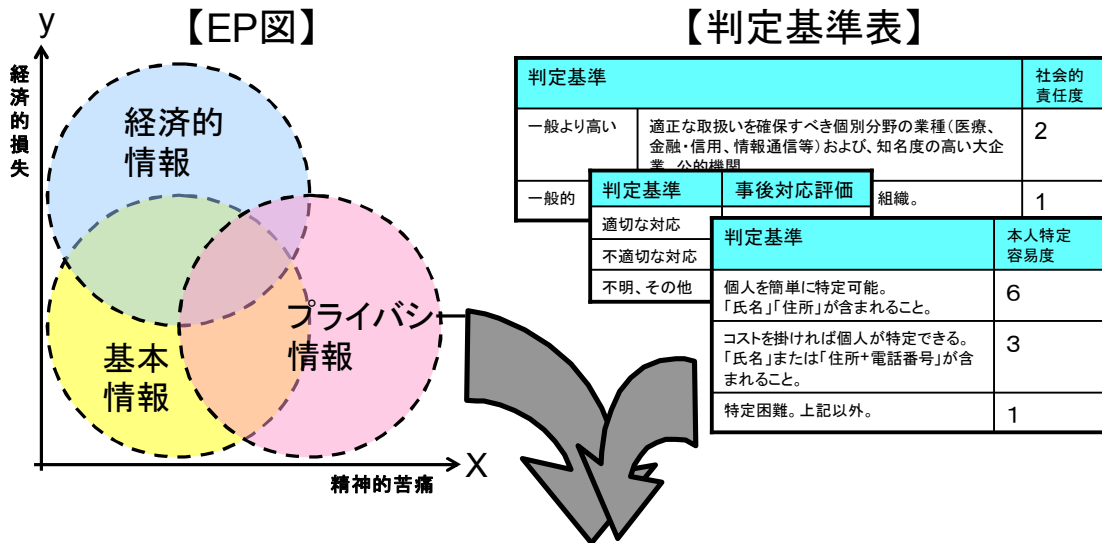 【EP図】
y
経済的損失
経済的
情報
基本
情報
プライバシー
情報
X
精神的苦痛
【判定基準表】
判定基準
社会的
責任度
一般より高い
適正な取扱いを確保すべき個別分野の業種(医療、
金融・信用、情報通信等)および、知名度の高い大企
業、公的機関
2
一般的
組織。
1
判定基準
事後対応評価
適切な対応
不適切な対応
不明、その他
判定基準
本人特定
容易度
個人を簡単に特定可能。
「氏名」「住所」が含まれること。
6
コストを掛ければ個人が特定できる。
「氏名」または「住所+電話番号」が含
まれること。
3
特定困難。上記以外。
1